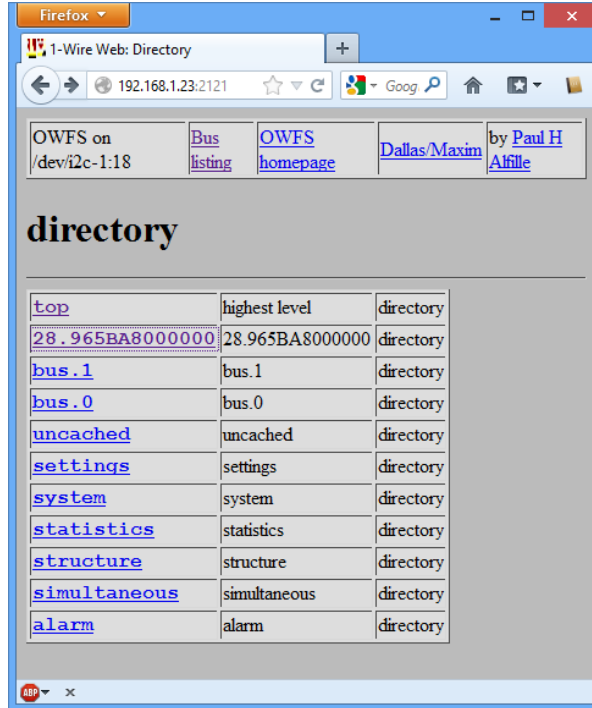 Firefox
1-Wire Web: Directory
192.168.1.23:2121
Goog
OWFS on /dev/i2c-1:18
Bus listing
OWFS homepage
Dallas/Maxim
by Paul H Alfille
directory
top highest level directory
28.965BA8000000 28.965BA8000000 directory
bus.1 bus.1 directory
bus.0 bus.0 directory
uncached uncached directory
settings settings directory
system system directory
statistics statistics directory
structure structure directory
simultaneous simultaneous directory
alarm alarm directory
ABP